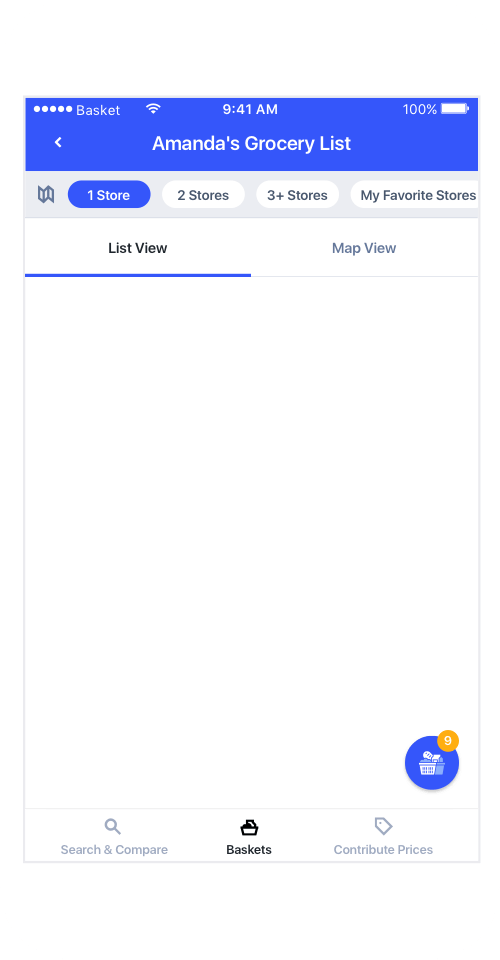 Basket 9:41 AM 100%
Amanda's Grocery List
1 Store 2 Stores 3+ Stores My Favorite Stores
List View Map View
9
Search & Compare Baskets Contribute Prices